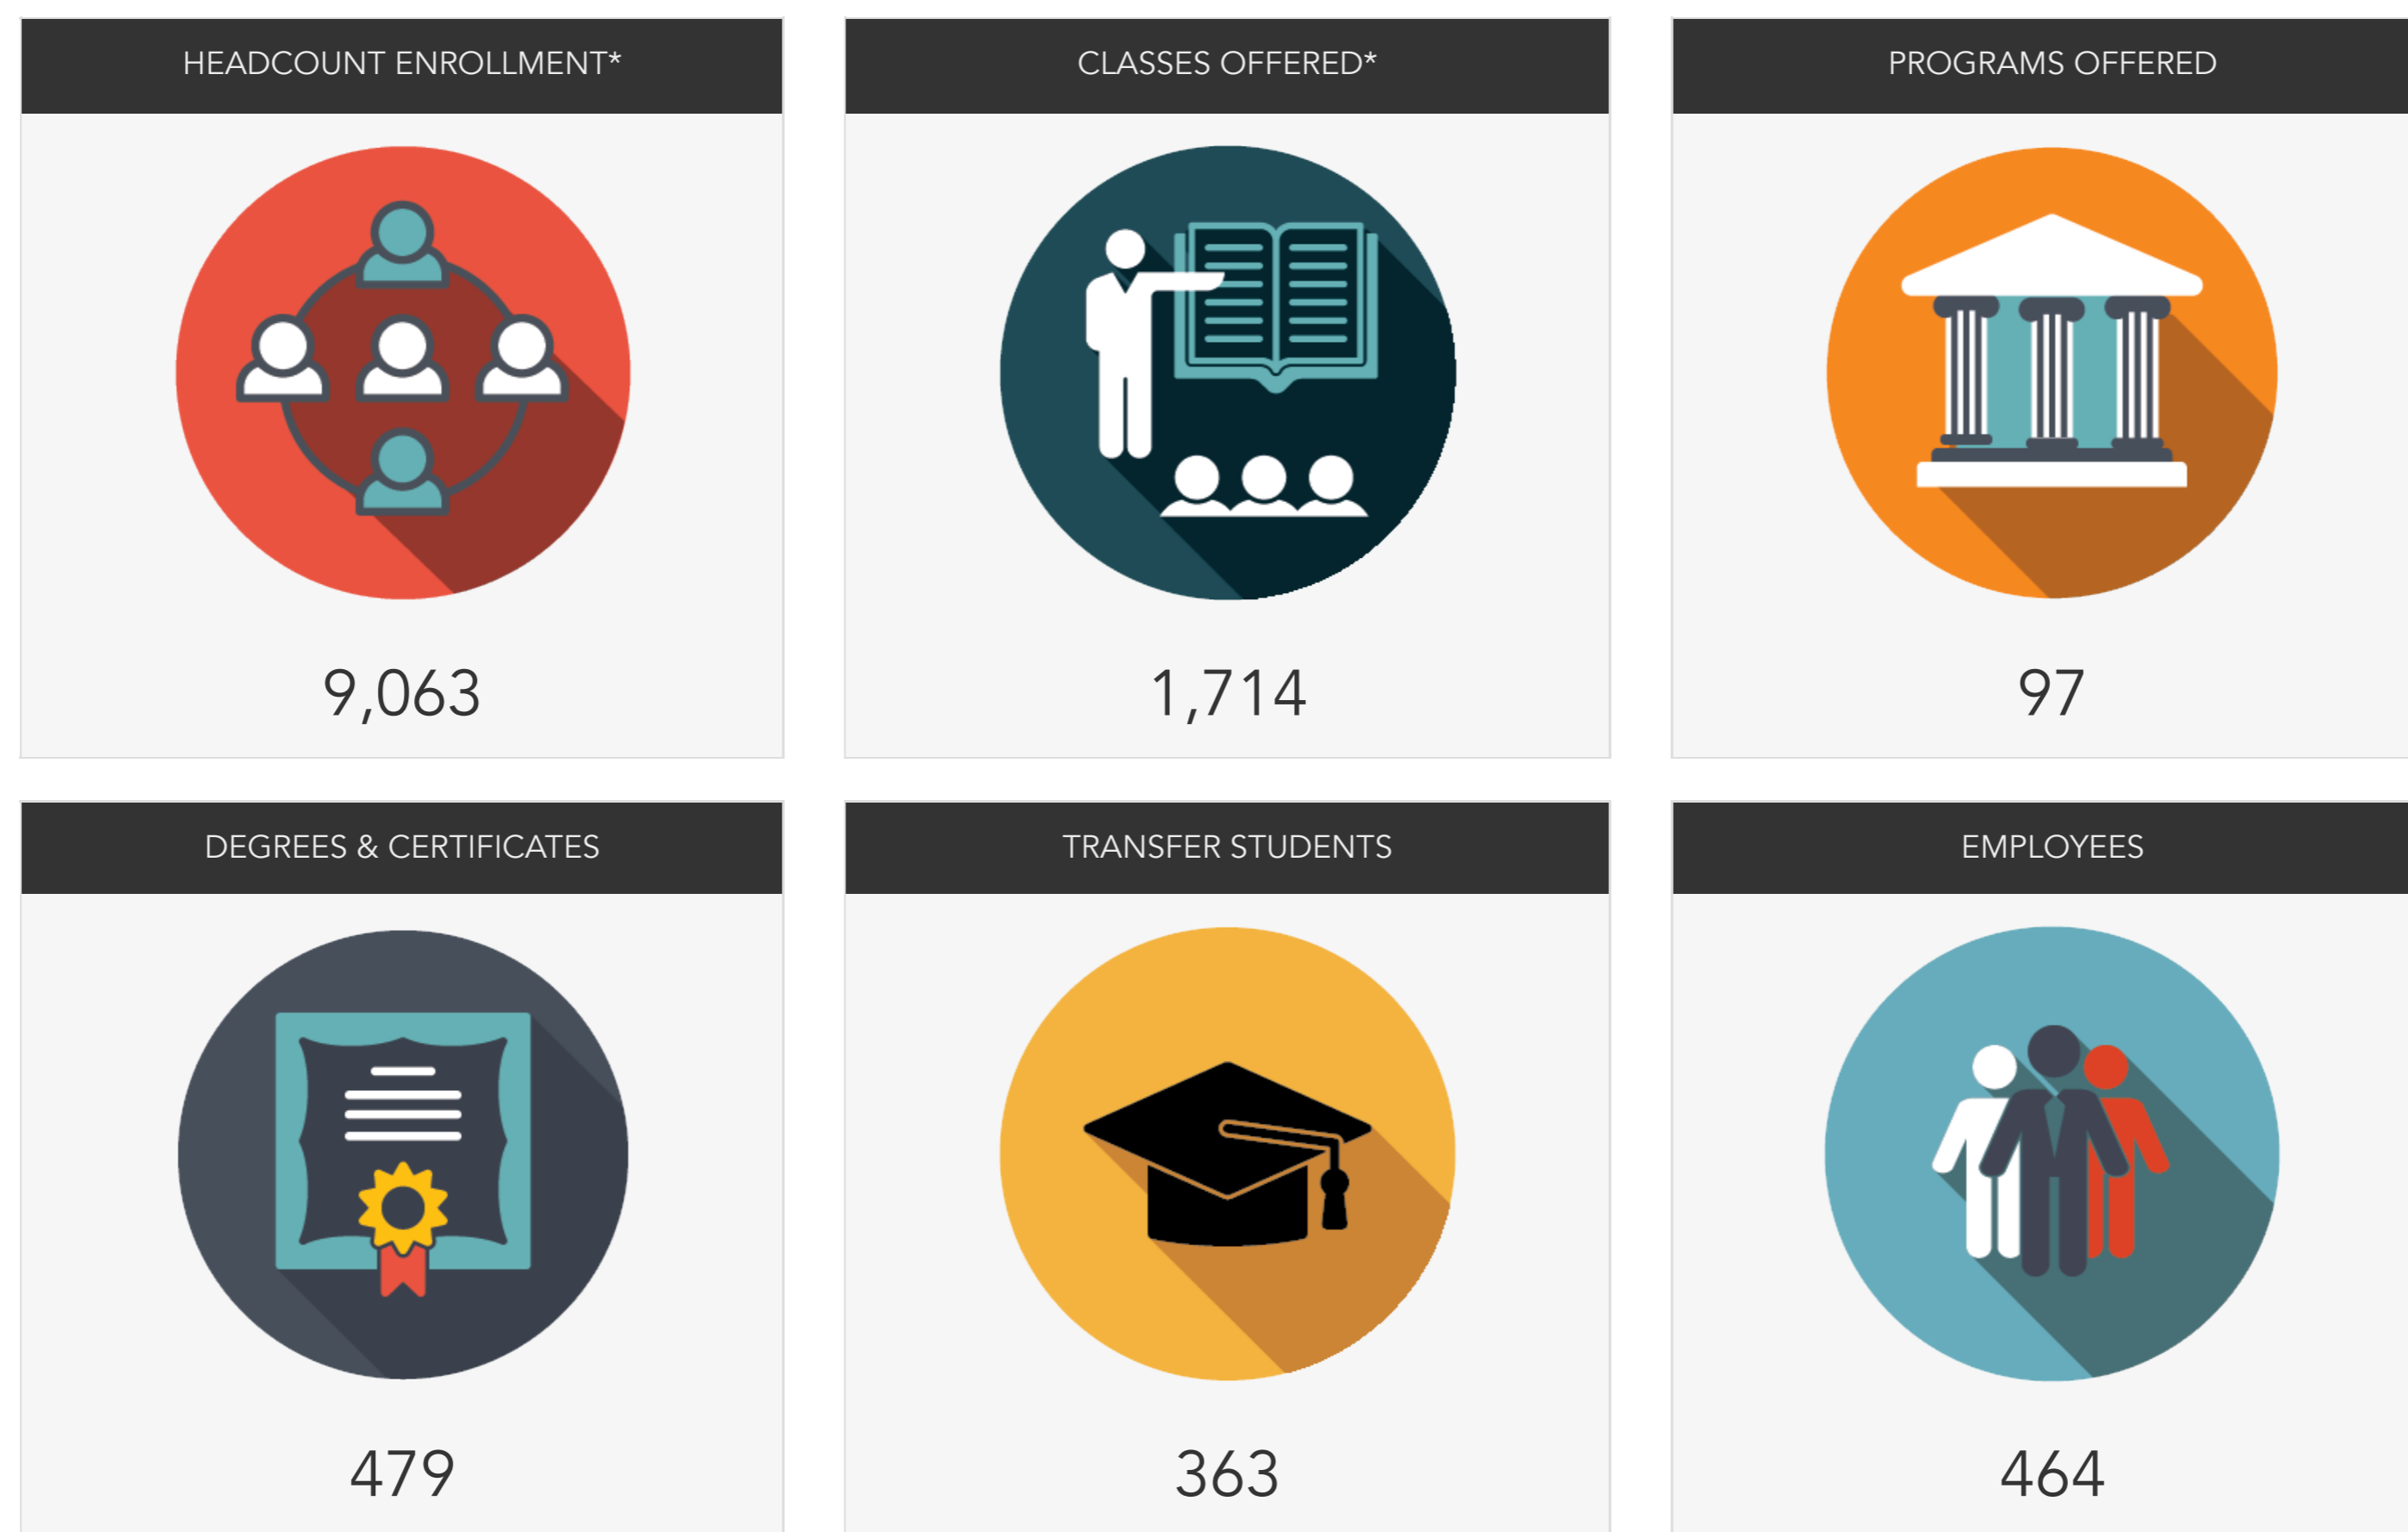 HEADCOUNT ENROLLMENT*
CLASSES OFFERED*
PROGRAMS OFFERED
9,063
1,714
97
DEGREES & CERTIFICATES
TRANSFER STUDENTS
EMPLOYEES
479
363
464